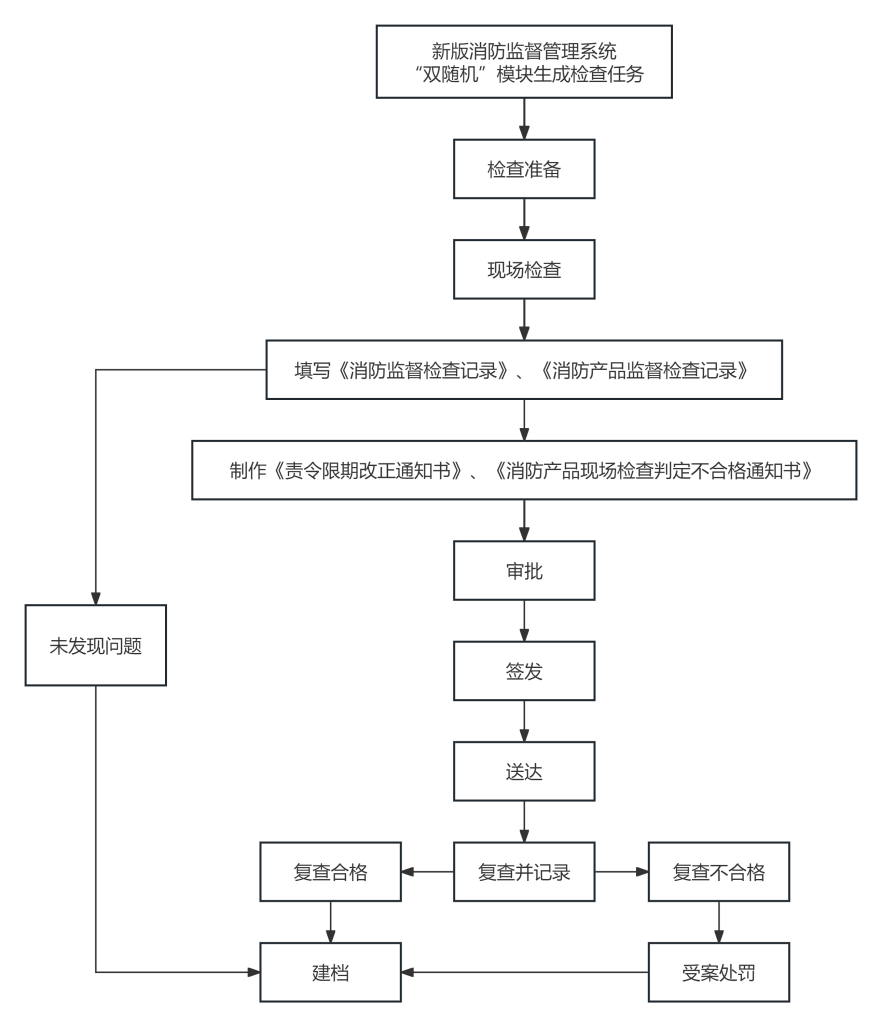 新版消防监督管理系统
“双随机”模块生成检查任务
检查准备
现场检查
填写《消防监督检查记录》、《消防产品监督检查记录》
制作《责令限期改正通知书》、《消防产品现场检查判定不合格通知书》
审批
未发现问题
签发
送达
复查合格
复查并记录
复查不合格
建档
受案处罚